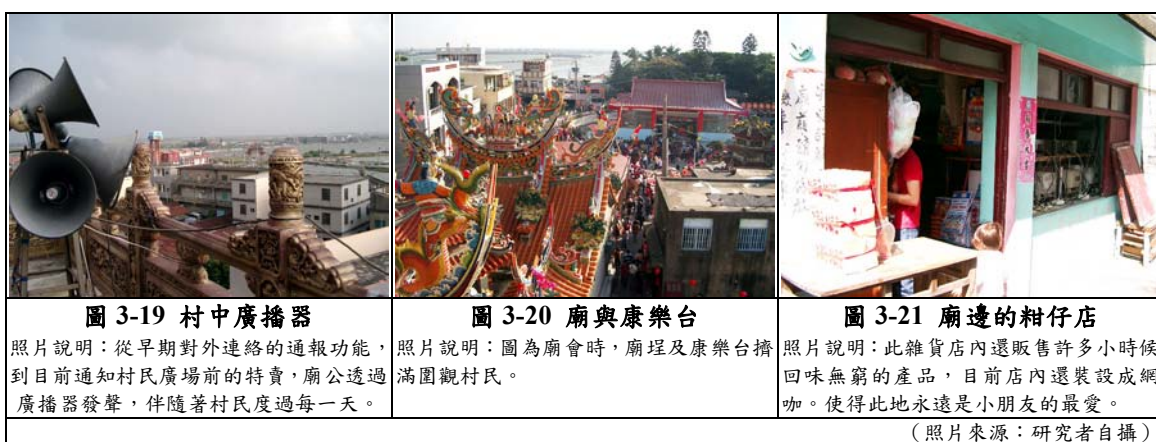 圖 3-19 村中廣播器
照片說明：從早期對外連絡的通報功能，
到目前通知村民廣場前的特賣，廟公透過
廣播器發聲，伴隨著村民度過每一天。
圖 3-20 廟與康樂台
照片說明：圖為廟會時，廟埕及康樂台擠
滿圍觀村民。
圖 3-21 廟邊的柑仔店
照片說明：此雜貨店內還販售許多小時候
回味無窮的產品，目前店內還裝設成網
咖。使得此地永遠是小朋友的最愛。
（照片來源：研究者自攝）